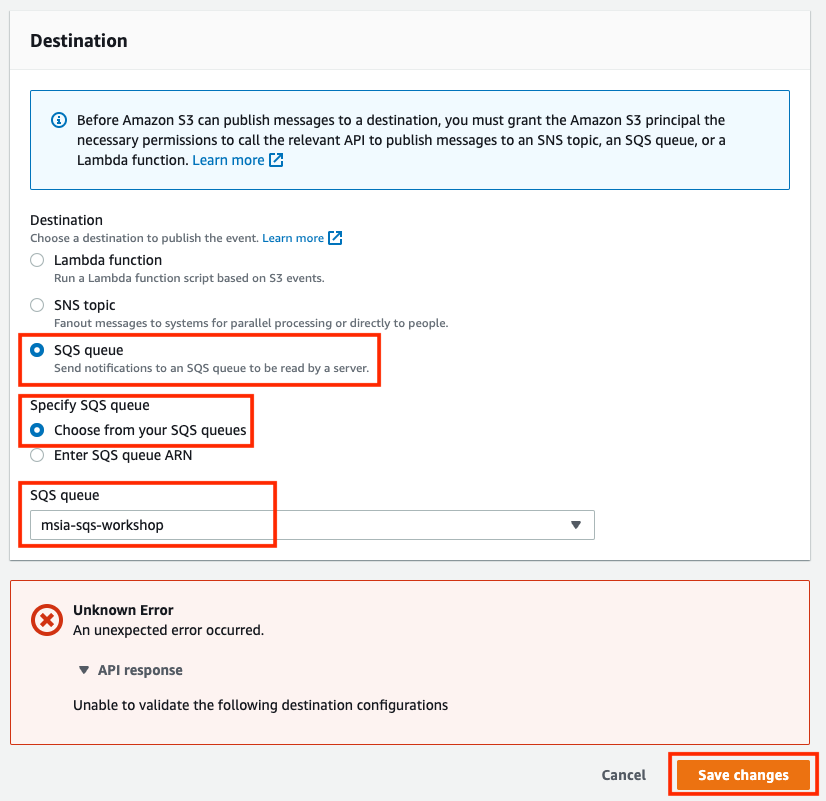 Destination
Before Amazon S3 can publish messages to a destination, you must grant the Amazon S3 principal the
necessary permissions to call the relevant API to publish messages to an SNS topic, an SQS queue, or a
Lambda function. Learn more
Destination
Choose a destination to publish the event. Learn more
Lambda function
Run a Lambda function script based on S3 events.
SNS topic
Fanout messages to systems for parallel processing or directly to people.
SQS queue
Send notifications to an SQS queue to be read by a server.
Specify SQS queue
Choose from your SQS queues
Enter SQS queue ARN
SQS queue
msia-sqs-workshop
Unknown Error
An unexpected error occurred.
API response
Unable to validate the following destination configurations
Cancel Save changes